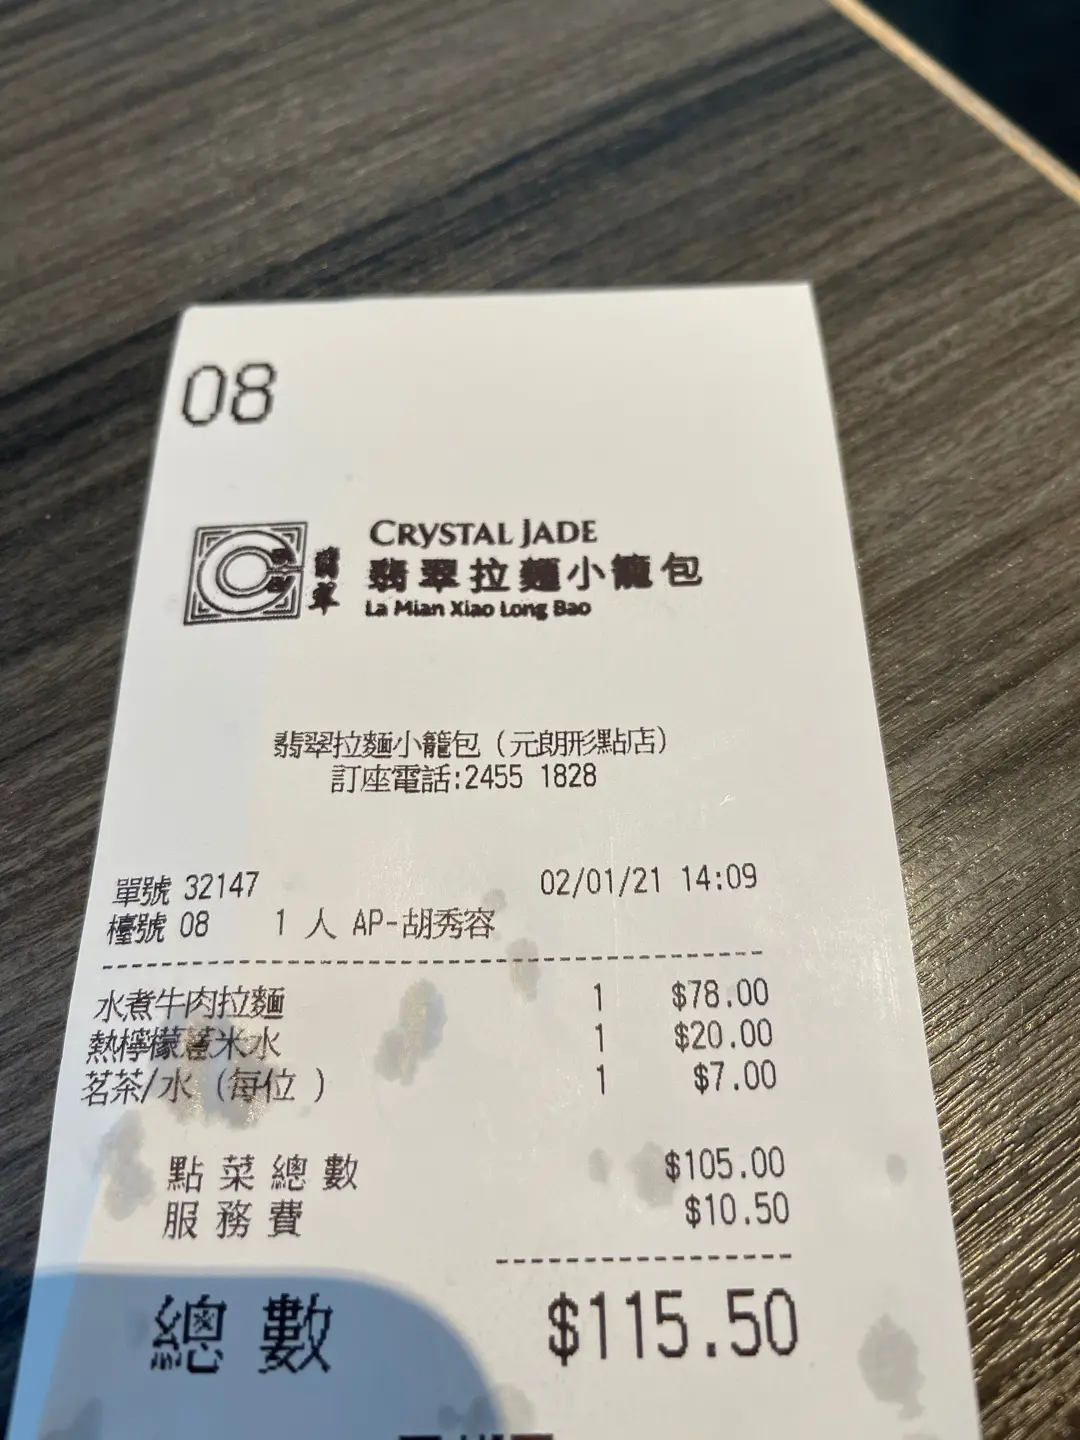 08
CRYSTAL JADE
翡翠
翡翠拉麵小籠包
La Mian Xiao Long Bao
翡翠拉麵小籠包（元朗形點店）
訂座電話:2455 1828
單號 32147 02/01/21 14:09
檯號 08 1 人 AP-胡秀容
水煮牛肉拉麵 1 $78.00
熱檸檬薏米水 1 $20.00
茗茶/水（每位） 1 $7.00
點菜總數 $105.00
服務費 $10.50
總數 $115.50